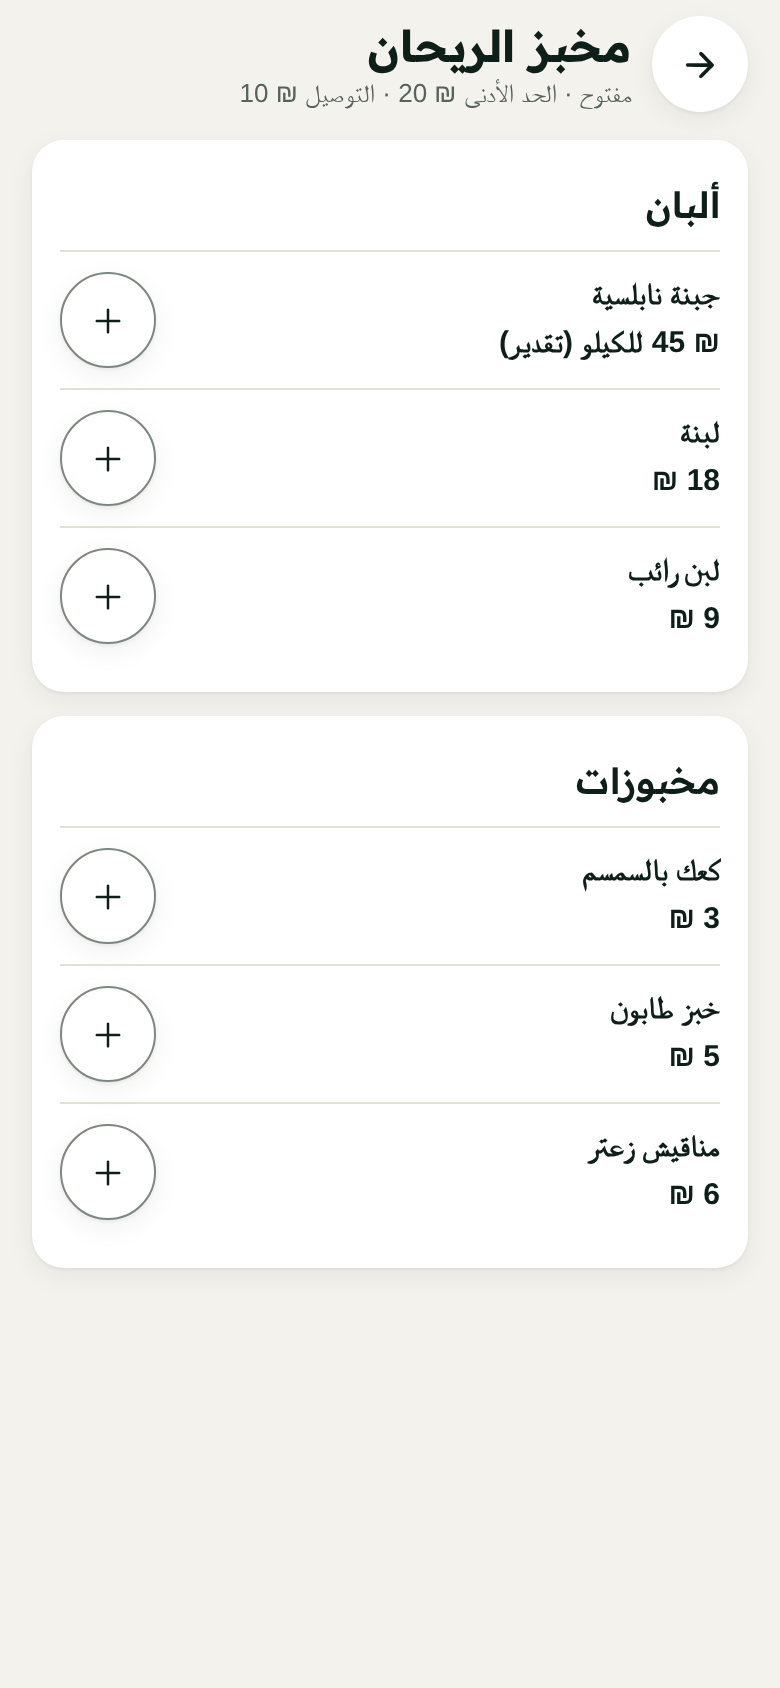 مخبز الريحان
مفتوح · الحد الأدنى ₪ 20 · التوصيل ₪ 10
ألبان
جبنة نابلسية
₪ 45 للكيلو (تقدير)
لبنة
18 ₪
لبن رائب
9 ₪
مخبوزات
كعك بالسمسم
3 ₪
خبز طابون
5 ₪
مناقيش زعتر
6 ₪